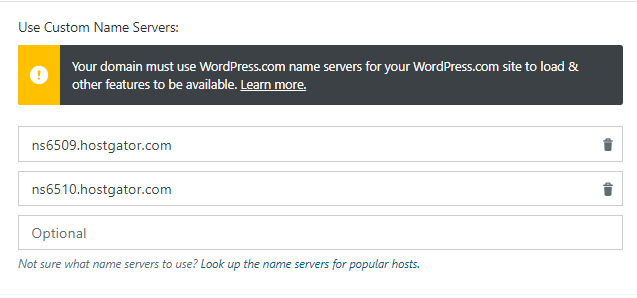 Use Custom Name Servers:
Your domain must use WordPress.com name servers for your WordPress.com site to load &
other features to be available. Learn more.
ns6509.hostgator.com
ns6510.hostgator.com
Optional
Not sure what name servers to use? Look up the name servers for popular hosts.